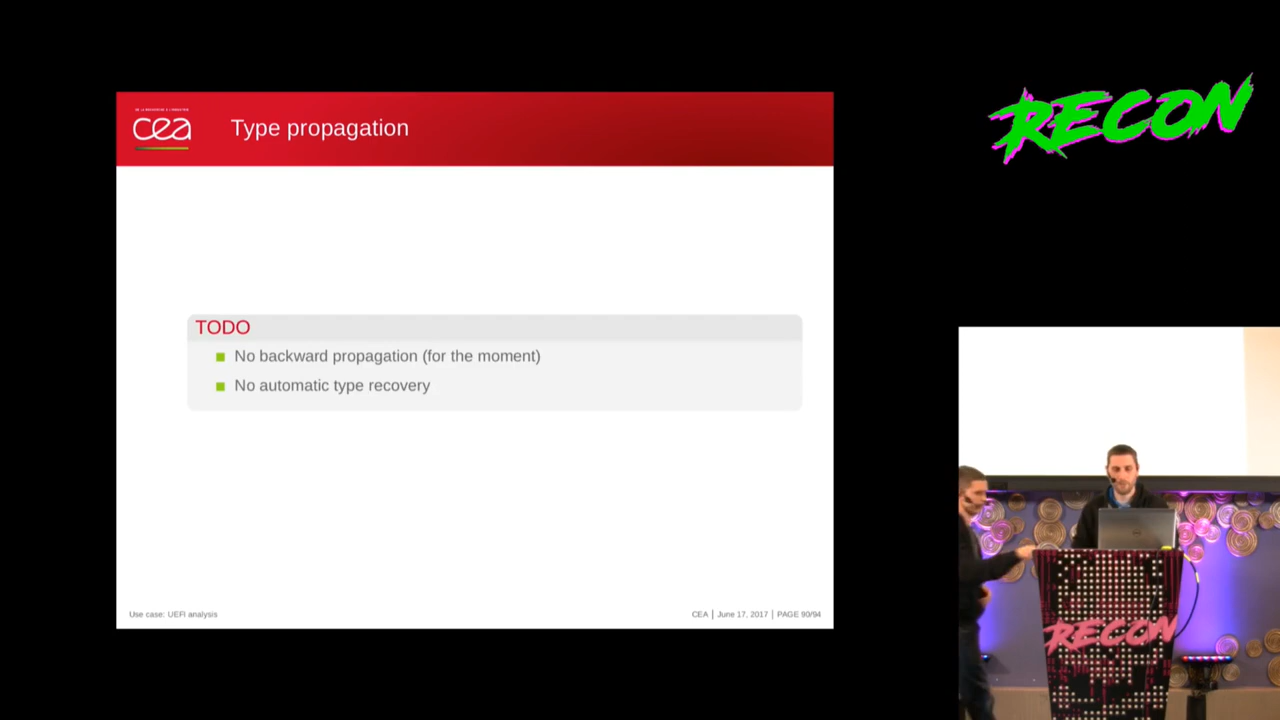 cea
Type propagation
TODO
No backward propagation (for the moment)
No automatic type recovery
Use case: UEFI analysis
CEA | June 17, 2017 | PAGE 90/94
RECON
RECON